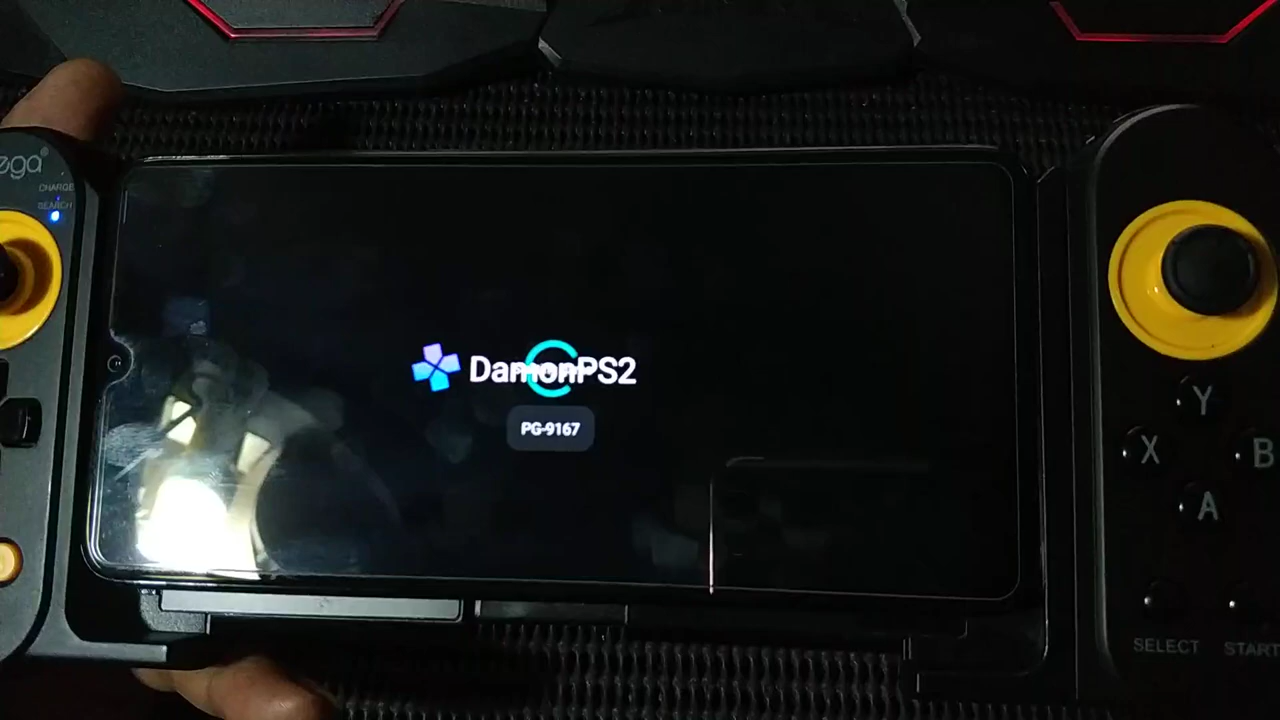 ega
CHARGE
SEARCH
DamonPS2
PG-9167
Y
X
B
A
SELECT
START